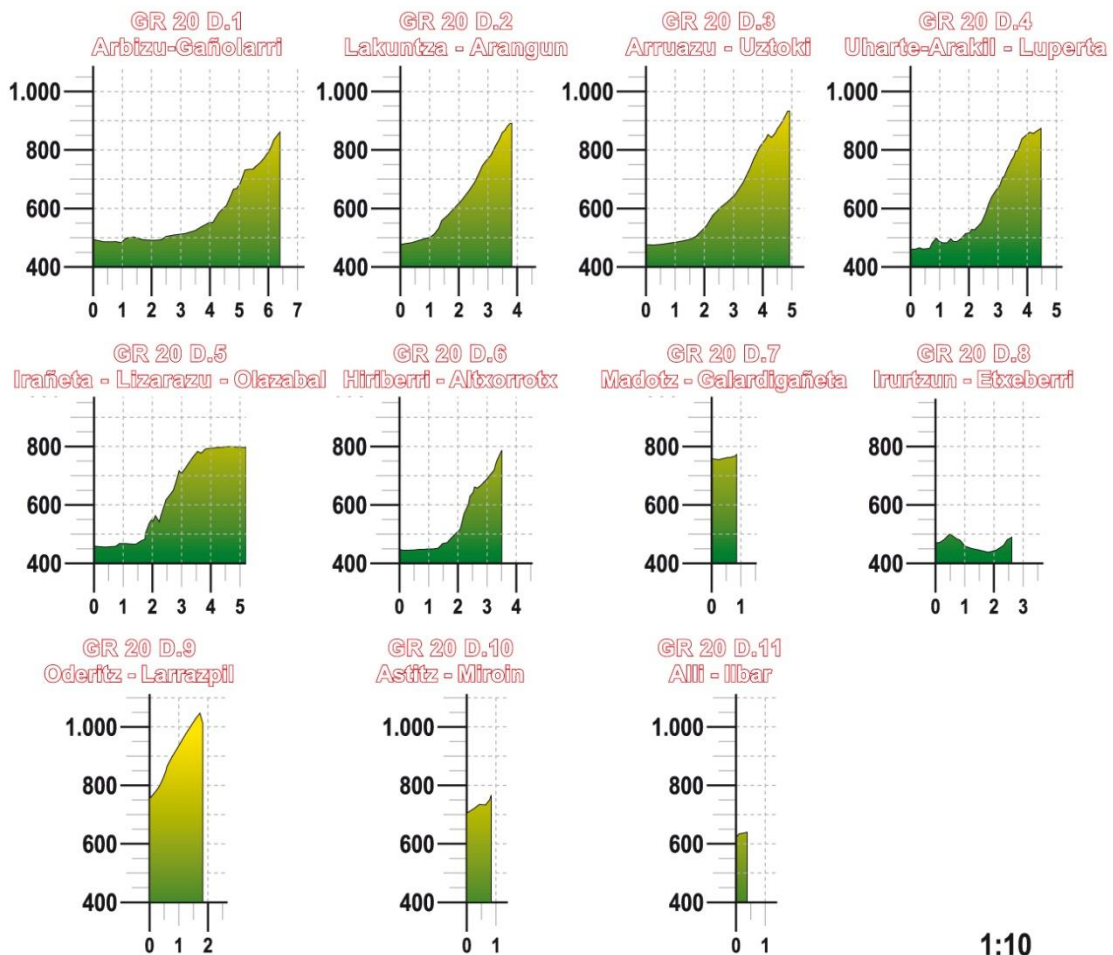 GR 20 D.1
Arbizu-Gañolarri
GR 20 D.2
Lakuntza - Arangun
GR 20 D.3
Arruazu - Uztoki
GR 20 D.4
Uharte-Arakil - Luperta
1.000
800
600
400
0 1 2 3 4 5 6 7
1.000
800
600
400
0 1 2 3 4
1.000
800
600
400
0 1 2 3 4 5
1.000
800
600
400
0 1 2 3 4 5
GR 20 D.5
Irañeta - Lizarazu - Olazabal
GR 20 D.6
Hiriberri - Altxorrotx
GR 20 D.7
Madotz - Galardigañeta
GR 20 D.8
Irurtzun - Etxeberri
800
600
400
0 1 2 3 4 5
800
600
400
0 1 2 3 4
800
600
400
0 1
800
600
400
0 1 2 3
GR 20 D.9
Oderitz - Larrazpil
GR 20 D.10
Astitz - Miroin
GR 20 D.11
Alli - Ilbar
1.000
800
600
400
0 1 2
1.000
800
600
400
0 1
1.000
800
600
400
0 1
1:10